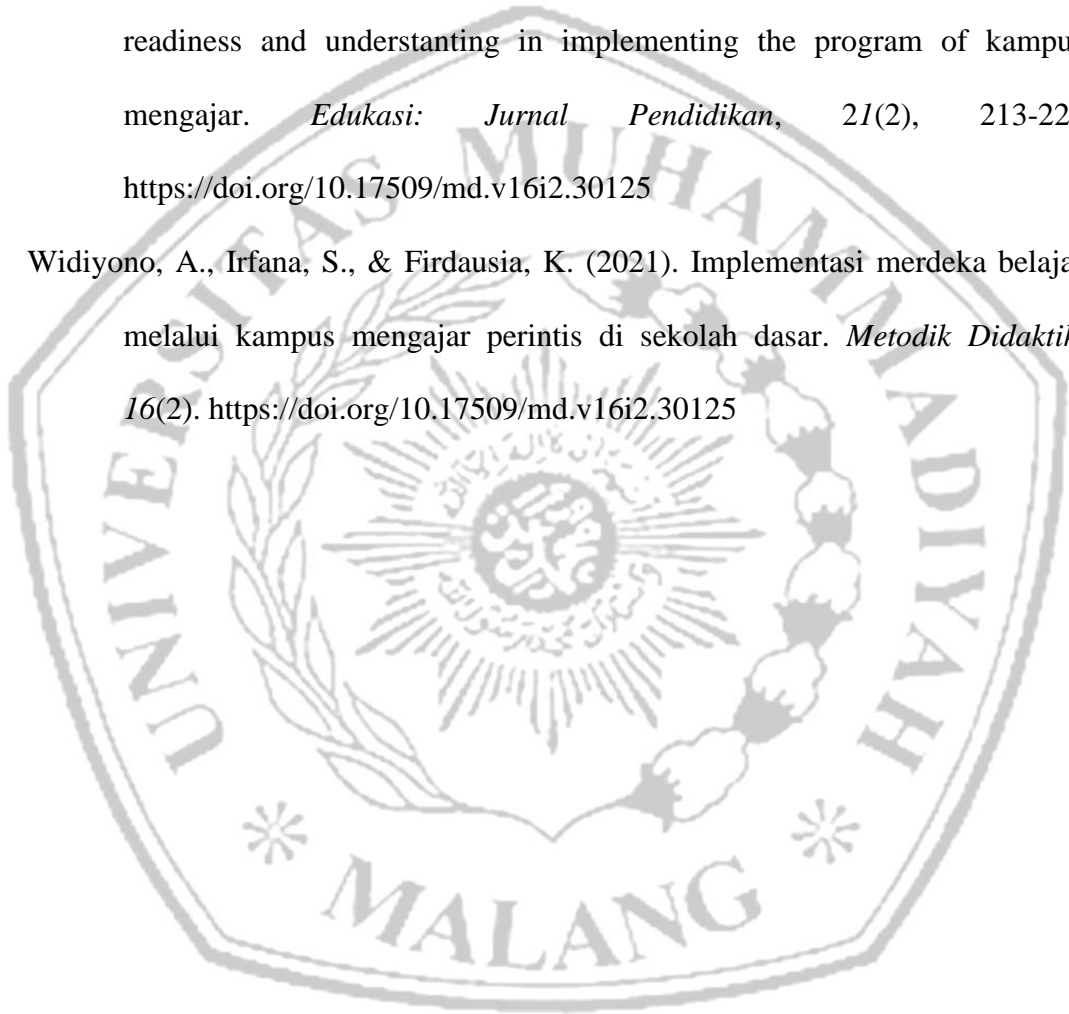 readiness and understanting in implementing the program of kampu
mengajar. Edukasi: Jurnal Pendidikan, 21(2), 213-22
https://doi.org/10.17509/md.v16i2.30125
Widiyono, A., Irfana, S., & Firdausia, K. (2021). Implementasi merdeka belaja
melalui kampus mengajar perintis di sekolah dasar. Metodik Didaktik
16(2). https://doi.org/10.17509/md.v16i2.30125
UNIVERSITAS MUHAMMADIYAH
MALANG